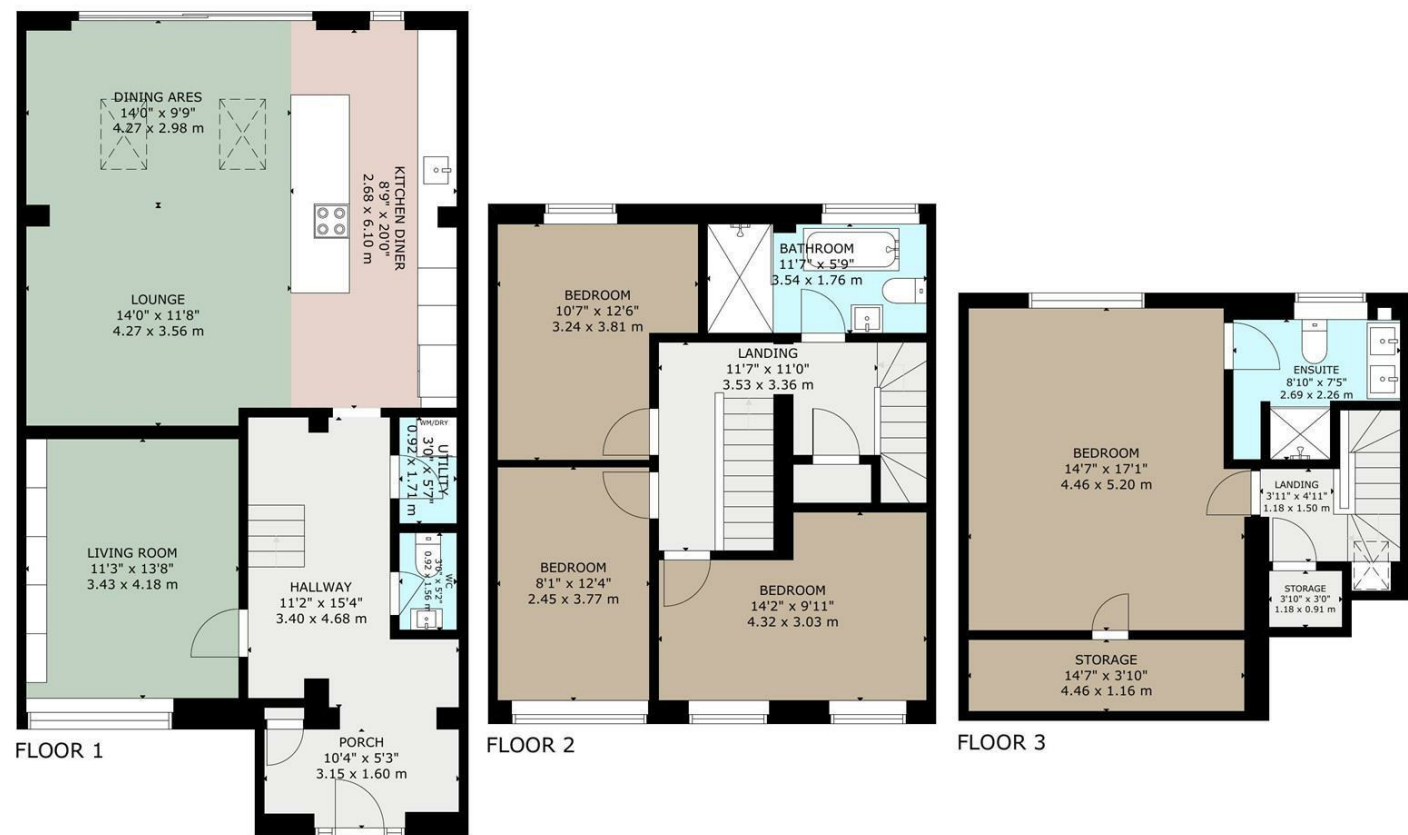 DINING ARES
14'0" x 9'9"
4.27 x 2.98 m
KITCHEN DINER
8'9" x 20'0"
2.68 x 6.10 m
LOUNGE
14'0" x 11'8"
4.27 x 3.56 m
WM/DRY
UTILITY
3'0" x 5'7"
0.92 x 1.71 m
LIVING ROOM
11'3" x 13'8"
3.43 x 4.18 m
HALLWAY
11'2" x 15'4"
3.40 x 4.68 m
WC
3'0" x 5'2"
0.92 x 1.56 m
PORCH
10'4" x 5'3"
3.15 x 1.60 m
FLOOR 1
BEDROOM
10'7" x 12'6"
3.24 x 3.81 m
BATHROOM
11'7" x 5'9"
3.54 x 1.76 m
LANDING
11'7" x 11'0"
3.53 x 3.36 m
BEDROOM
8'1" x 12'4"
2.45 x 3.77 m
BEDROOM
14'2" x 9'11"
4.32 x 3.03 m
FLOOR 2
ENSUITE
8'10" x 7'5"
2.69 x 2.26 m
BEDROOM
14'7" x 17'1"
4.46 x 5.20 m
LANDING
3'11" x 4'11"
1.18 x 1.50 m
STORAGE
3'10" x 3'0"
1.18 x 0.91 m
STORAGE
14'7" x 3'10"
4.46 x 1.16 m
FLOOR 3